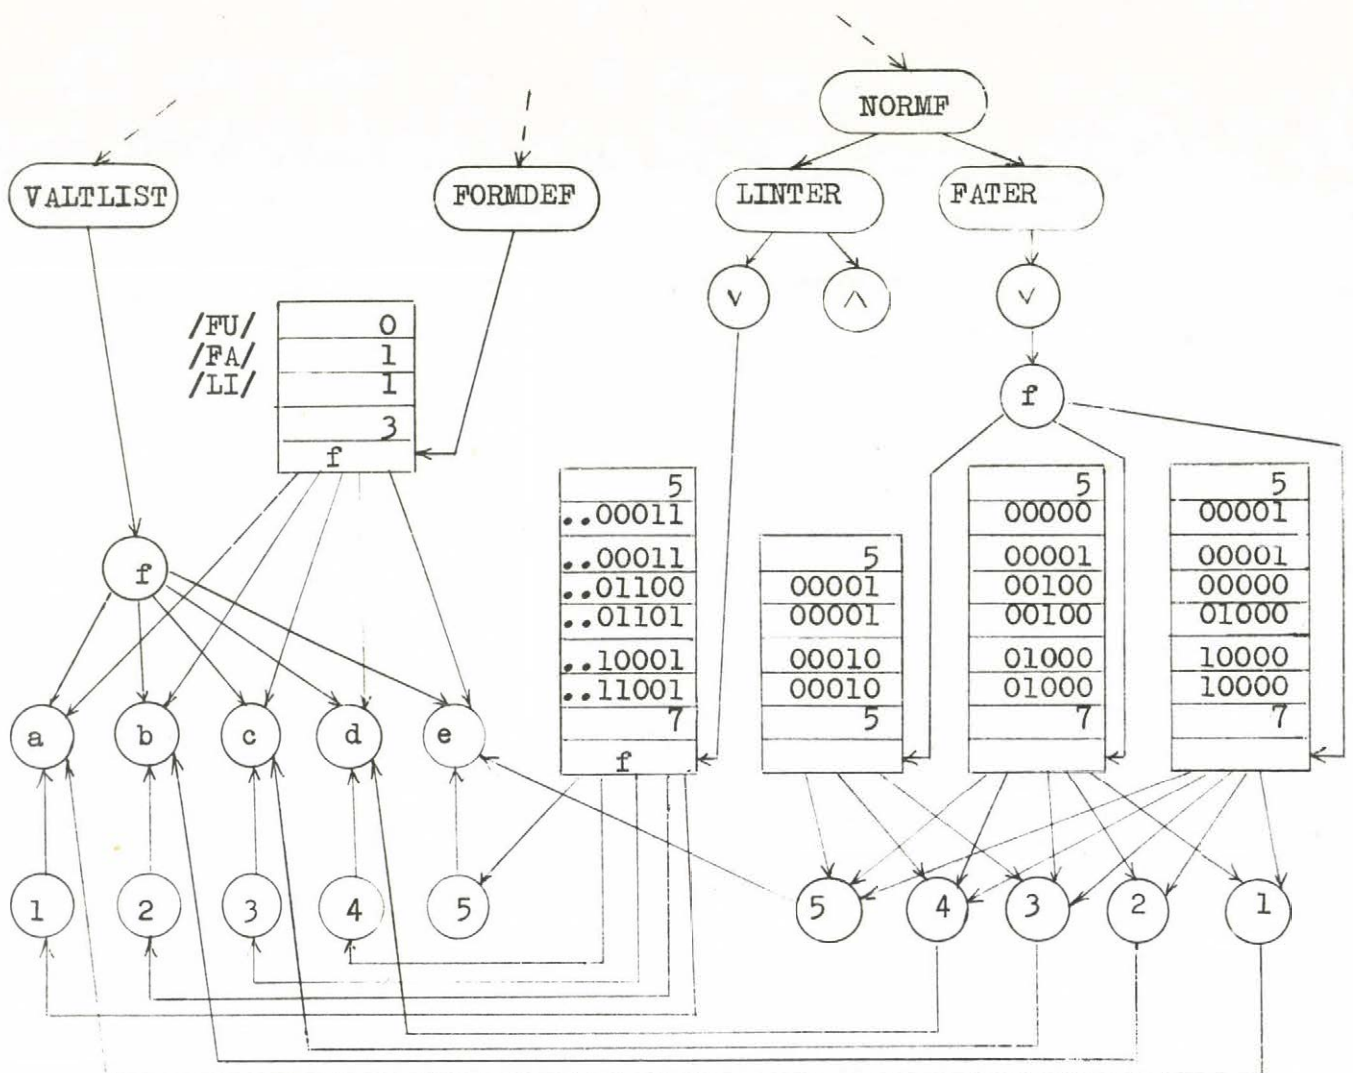 NORMF
VALTLIST
FORMDEF
LINTER
FATER
v
^
v
/FU/ 0
/FA/ 1
/LI/ 1
3
f
f
f
5
..00011
..00011
..01100
..01101
..10001
..11001
7
f
5
00001
00001
00010
00010
5
5
00000
00001
00100
00100
01000
01000
7
5
00001
00001
00000
01000
10000
10000
7
a b c d e
1 2 3 4 5
5 4 3 2 1